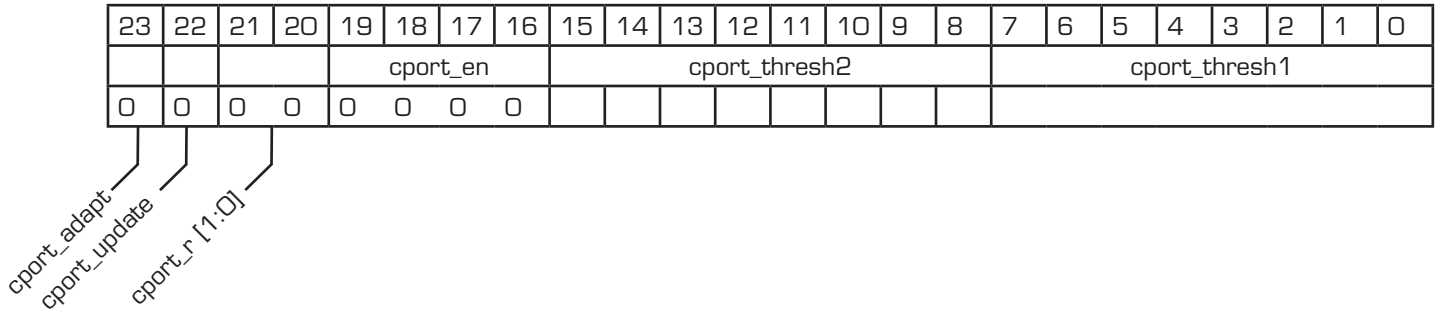 23 22 21 20 19 18 17 16 15 14 13 12 11 10 9 8 7 6 5 4 3 2 1 0
cport_en cport_thresh2 cport_thresh1
0 0 0 0 0 0 0 0
cport_adapt
cport_update
cport_r [1:0]